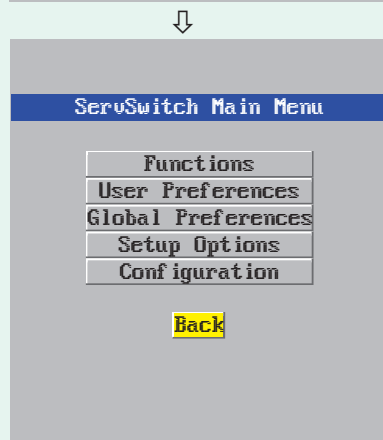 ServSwitch Main Menu
Functions
User Preferences
Global Preferences
Setup Options
Configuration
Back